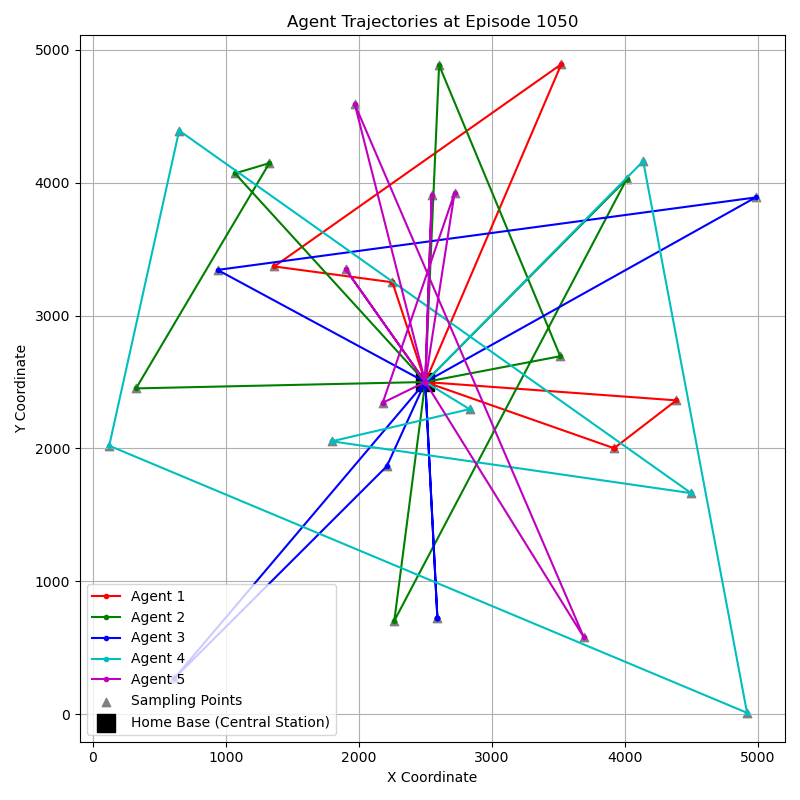 Agent Trajectories at Episode 1050
5000
4000
3000
2000
1000
0
Y Coordinate
Agent 1
Agent 2
Agent 3
Agent 4
Agent 5
Sampling Points
Home Base (Central Station)
0 1000 2000 3000 4000 5000
X Coordinate